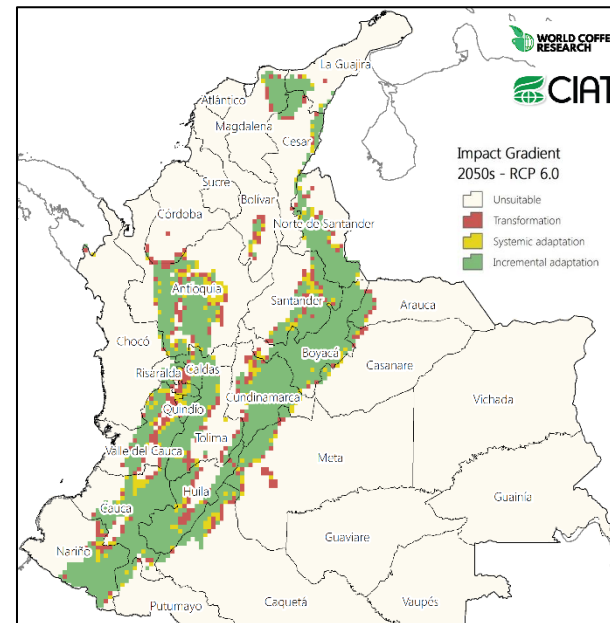 WORLD COFFE
RESEARCH
CIAT
La Guajira
Atlántico
Magdalena
Cesar
Impact Gradient
2050s - RCP 6.0
Unsuitable
Transformation
Systemic adaptation
Incremental adaptation
Sucre
Bolívar
Córdoba
Norte de Santander
Antioquia
Santander
Arauca
Chocó
Boyacá
Casanare
Risaralda
Caldas
Cundinamarca
Vichada
Quindío
Tolima
Valle del Cauca
Meta
Huila
Guainía
Cauca
Guaviare
Nariño
Putumayo
Caquetá
Vaupés